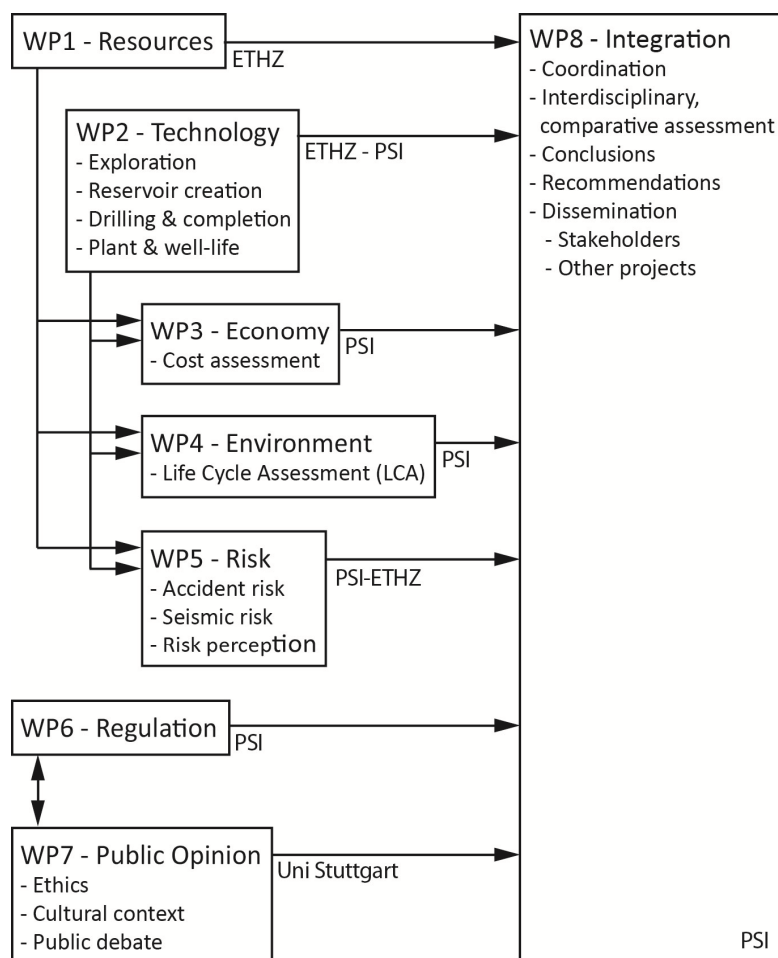 WP1 - Resources
ETHZ
WP2 - Technology
- Exploration
- Reservoir creation
- Drilling & completion
- Plant & well-life
ETHZ - PSI
WP3 - Economy
- Cost assessment
PSI
WP4 - Environment
- Life Cycle Assessment (LCA)
PSI
WP5 - Risk
- Accident risk
- Seismic risk
- Risk perception
PSI-ETHZ
WP6 - Regulation
PSI
WP7 - Public Opinion
- Ethics
- Cultural context
- Public debate
Uni Stuttgart
WP8 - Integration
- Coordination
- Interdisciplinary,
comparative assessment
- Conclusions
- Recommendations
- Dissemination
- Stakeholders
- Other projects
PSI